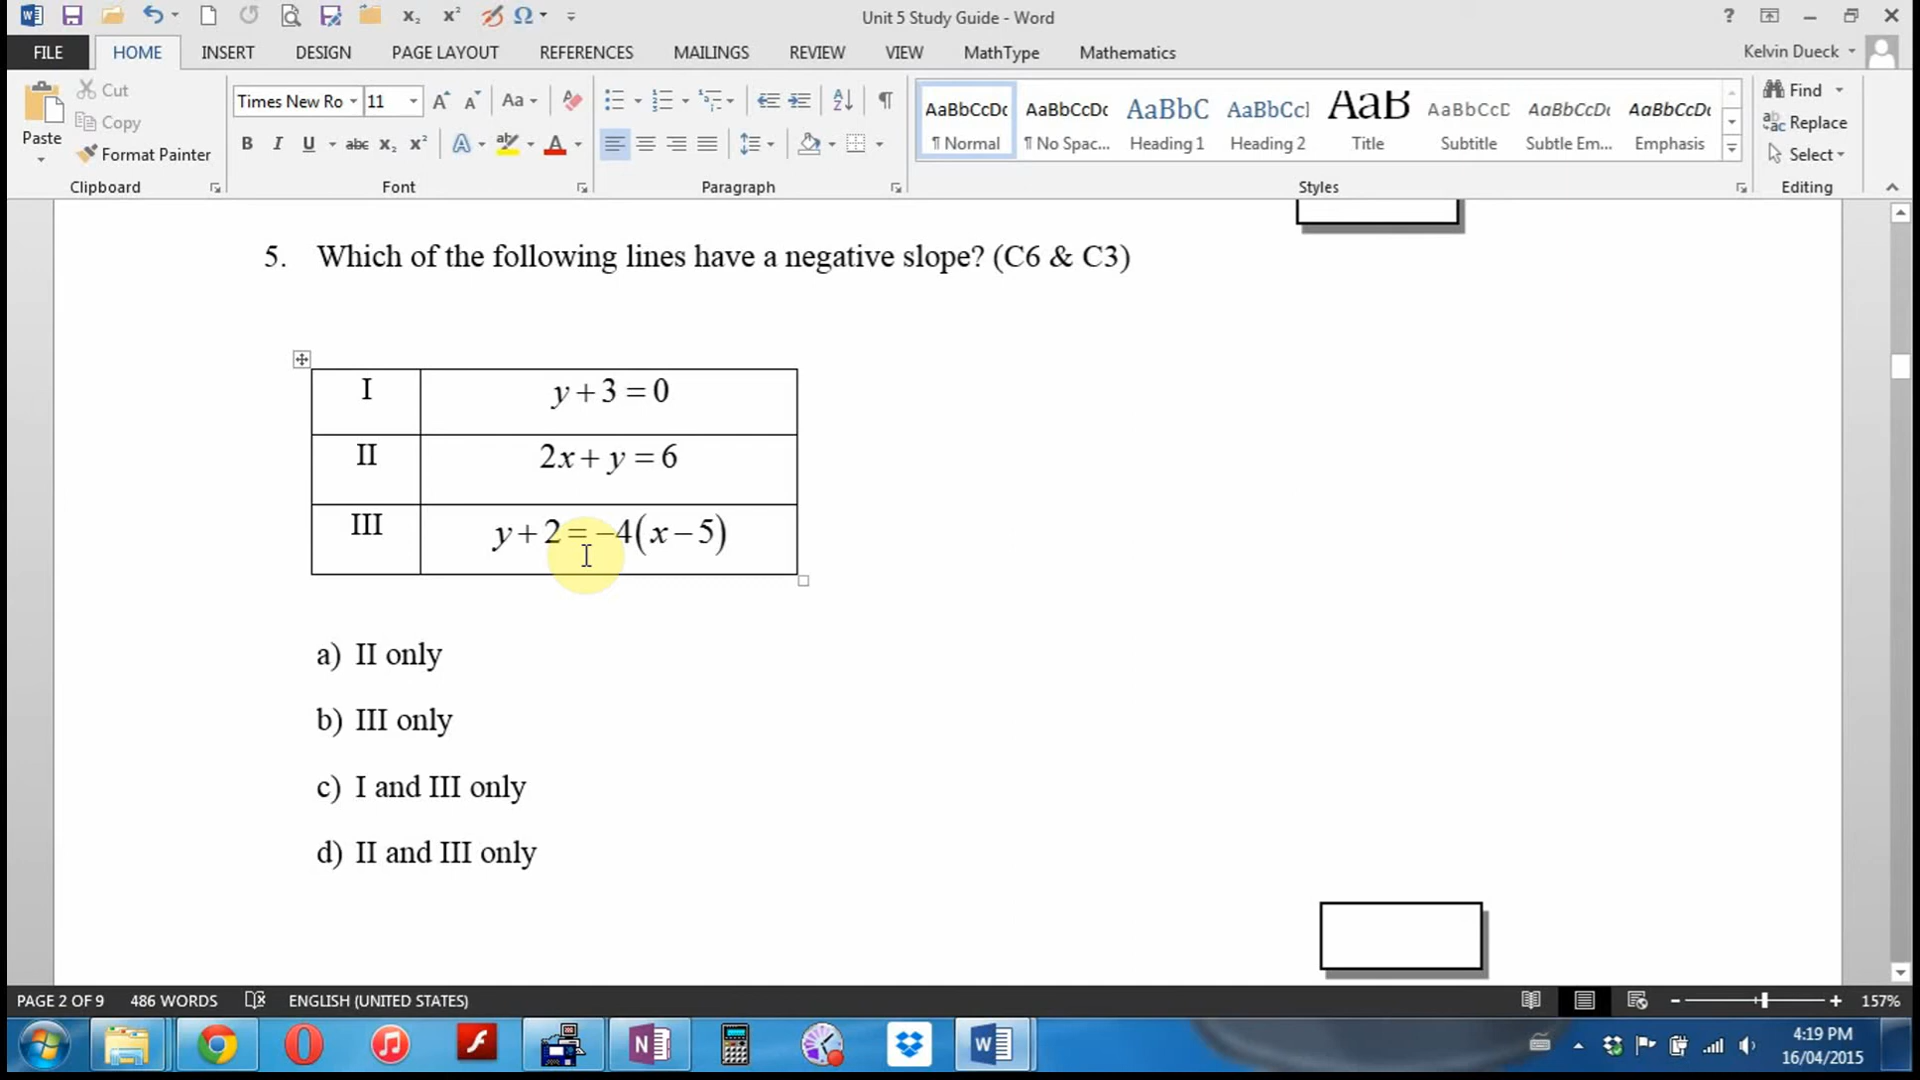 Unit 5 Study Guide - Word
FILE HOME INSERT DESIGN PAGE LAYOUT REFERENCES MAILINGS REVIEW VIEW MathType Mathematics Kelvin Dueck
Paste
Cut
Copy
Format Painter
Clipboard
Times New Ro 11
Font
Paragraph
AaBbCcDc AaBbCcDc AaBbC AaBbCcl AaB AaBbCcD AaBbCcDc AaBbCcDc
¶ Normal ¶ No Spac... Heading 1 Heading 2 Title Subtitle Subtle Em... Emphasis
Styles
Find
Replace
Select
Editing
5. Which of the following lines have a negative slope? (C6 & C3)
I y + 3 = 0
II 2x + y = 6
III y + 2 = −4(x − 5)
a) II only
b) III only
c) I and III only
d) II and III only
PAGE 2 OF 9 486 WORDS ENGLISH (UNITED STATES) 157%
4:19 PM
16/04/2015